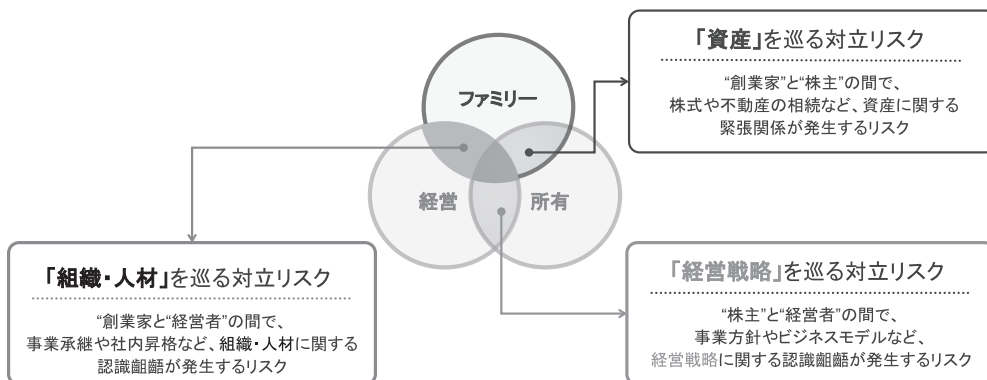 ファミリー
経営
所有
「資産」を巡る対立リスク
“創業家”と“株主”の間で、
株式や不動産の相続など、資産に関する
緊張関係が発生するリスク
「組織・人材」を巡る対立リスク
“創業家と“経営者”の間で、
事業承継や社内昇格など、組織・人材に関する
認識齟齬が発生するリスク
「経営戦略」を巡る対立リスク
“株主”と“経営者”の間で、
事業方針やビジネスモデルなど、
経営戦略に関する認識齟齬が発生するリスク